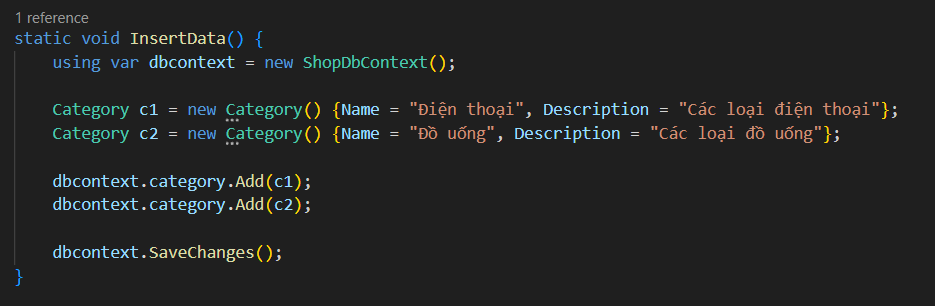 1 reference
static void InsertData() {
using var dbcontext = new ShopDbContext();
Category c1 = new Category() {Name = "Điện thoại", Description = "Các loại điện thoại"};
Category c2 = new Category() {Name = "Đồ uống", Description = "Các loại đồ uống"};
dbcontext.category.Add(c1);
dbcontext.category.Add(c2);
dbcontext.SaveChanges();
}